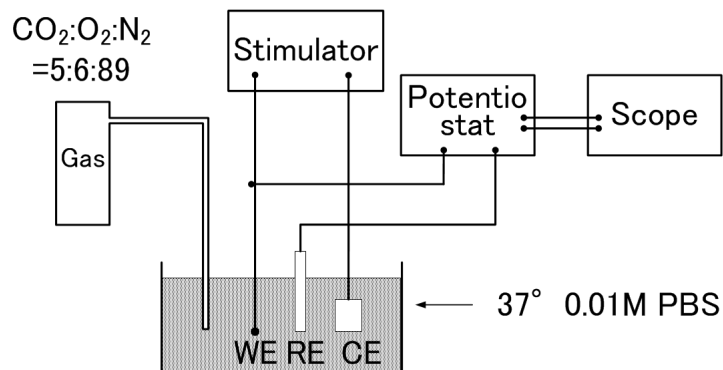 CO₂:O₂:N₂
=5:6:89
Stimulator
Potentio
stat
Scope
Gas
37° 0.01M PBS
WE RE CE